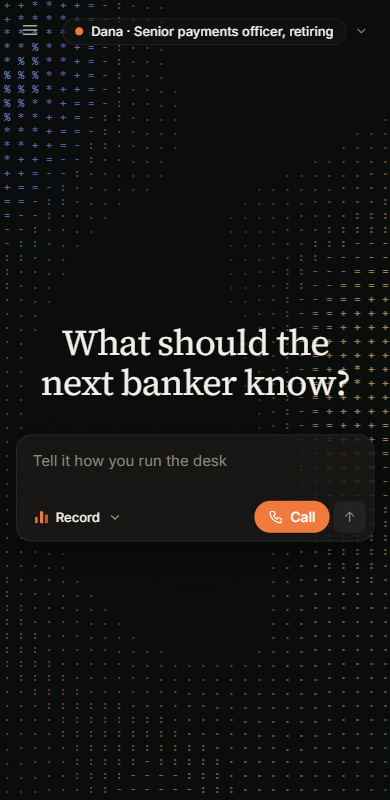 Dana · Senior payments officer, retiring
What should the
next banker know?
Tell it how you run the desk
Record
Call